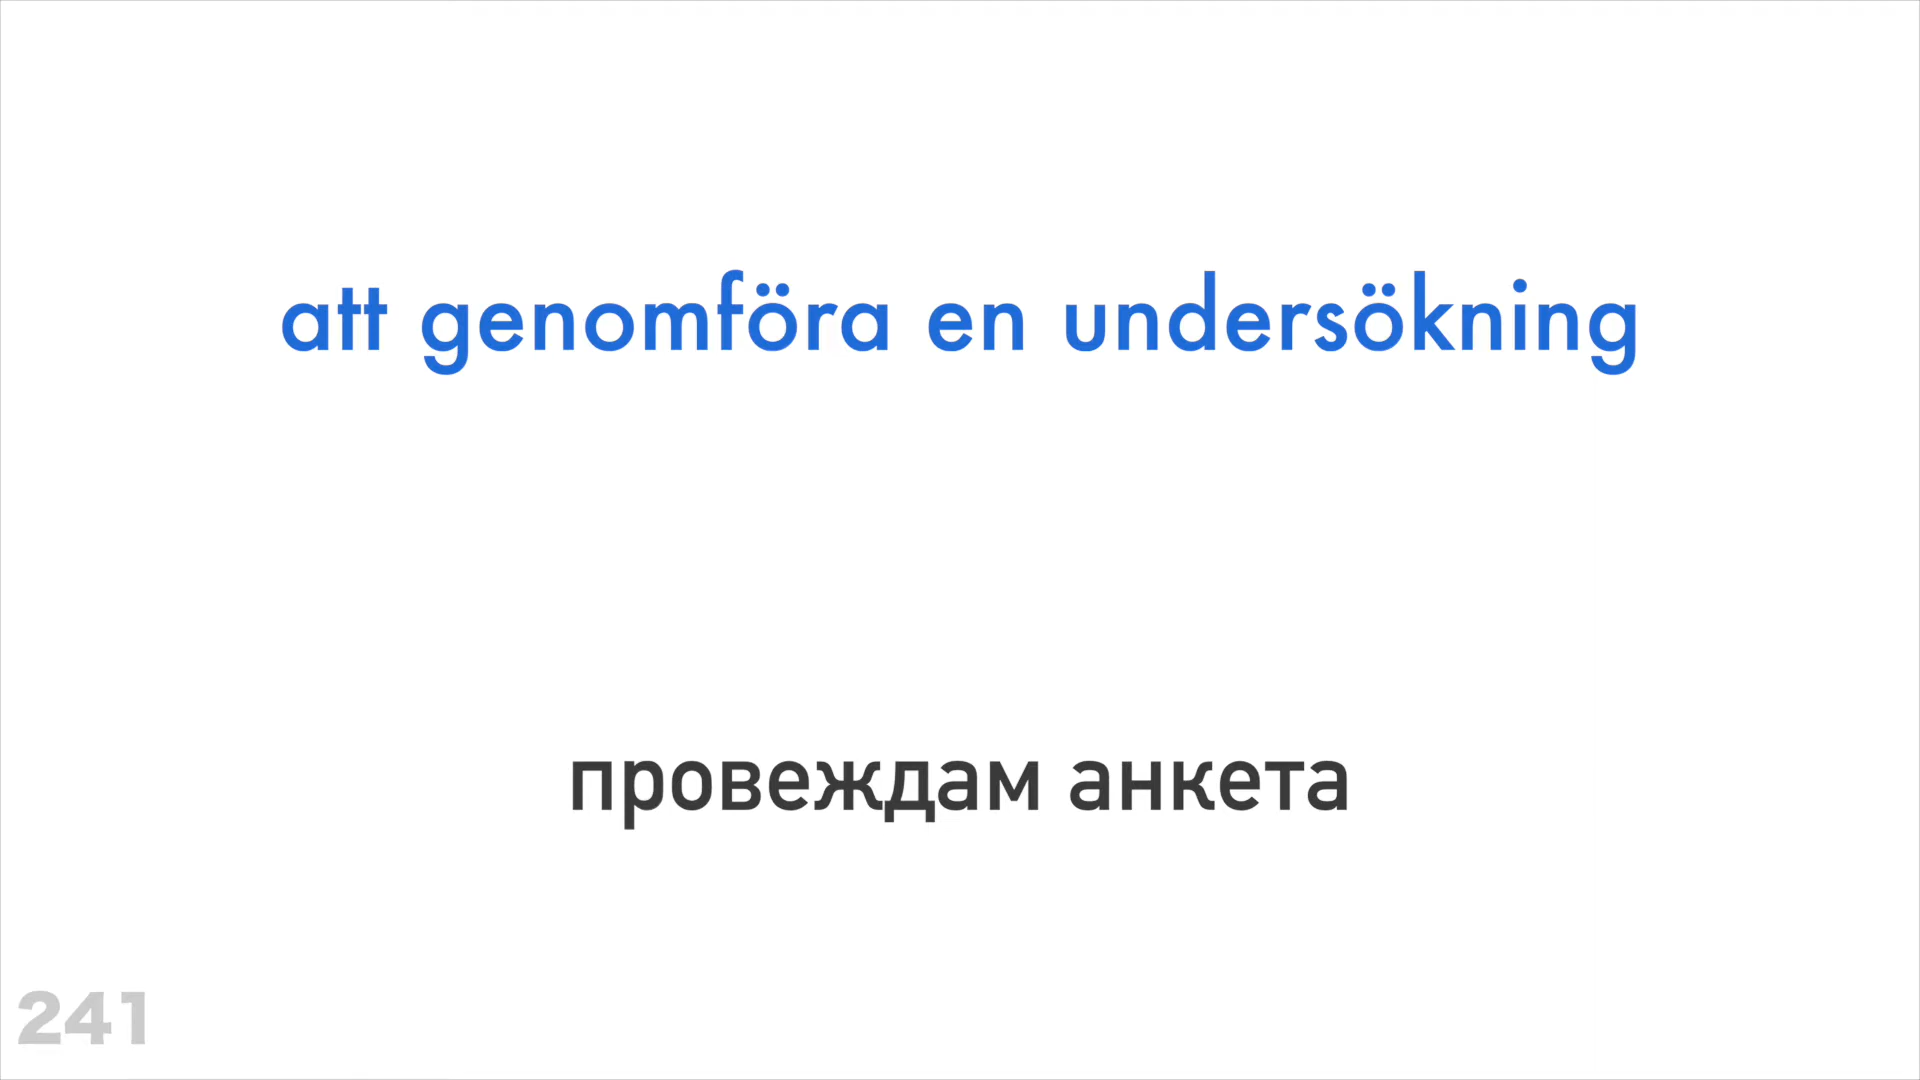 att genomföra en undersökning
провеждам анкета
241